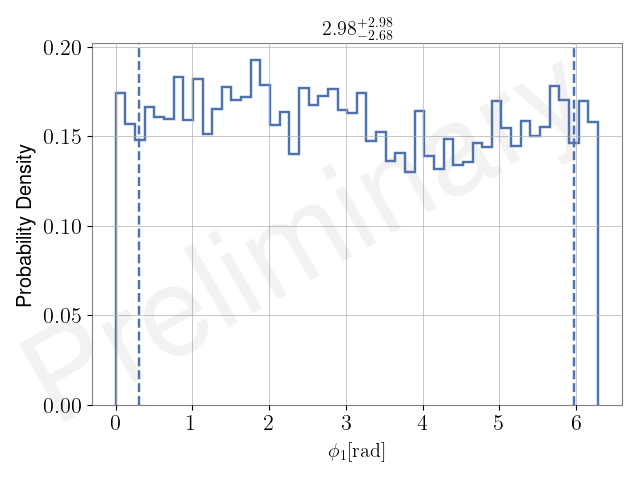 2.98^{+2.98}_{-2.68}
Probability Density
0.20
0.15
0.10
0.05
0.00
0 1 2 3 4 5 6
ϕ₁[rad]
Preliminary